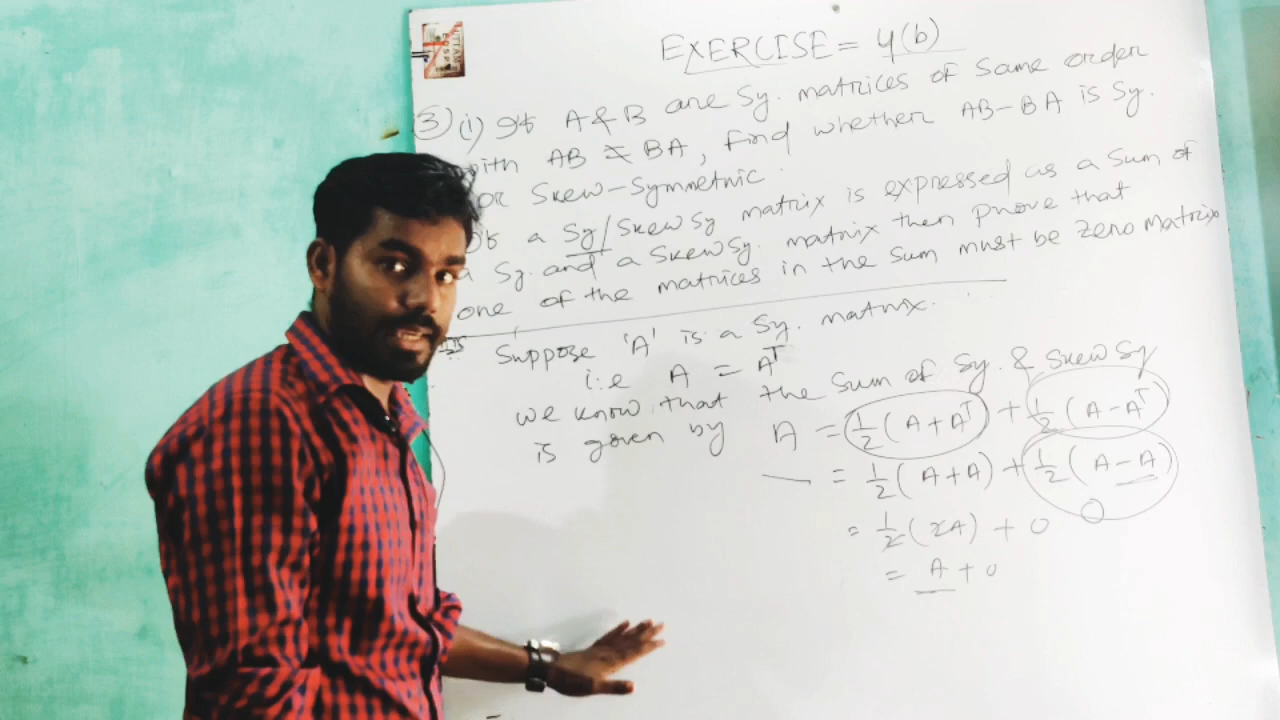 EXERCISE = 4(b)
3) (i) If A & B are Sy. matrices of same order
with AB ≠ BA, find whether AB - BA is Sy.
or Skew-Symmetric.
If a Sy/Skew Sy matrix is expressed as a sum of
a Sy. and a Skew Sy. matrix then prove that
one of the matrices in the sum must be zero matrix
Suppose 'A' is a Sy. matrix.
i.e A = Aᵀ
we know that the sum of Sy. & Skew Sy
is given by A = 1/2 (A + Aᵀ) + 1/2 (A - Aᵀ)
= 1/2 (A + A) + 1/2 (A - A)
= 1/2 (2A) + 0 0
= A + 0